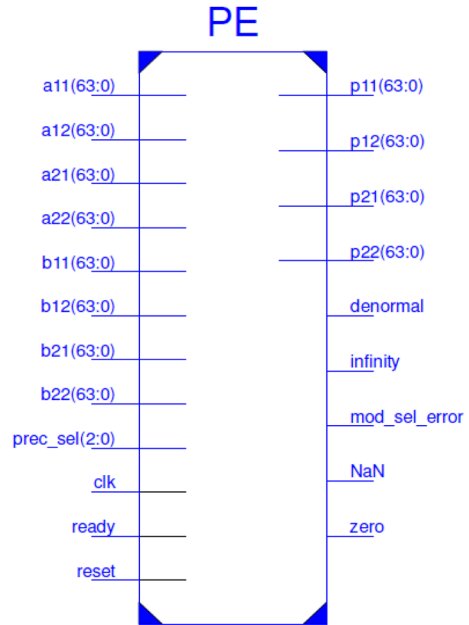 PE
a11(63:0)
a12(63:0)
a21(63:0)
a22(63:0)
b11(63:0)
b12(63:0)
b21(63:0)
b22(63:0)
prec_sel(2:0)
clk
ready
reset
p11(63:0)
p12(63:0)
p21(63:0)
p22(63:0)
denormal
infinity
mod_sel_error
NaN
zero